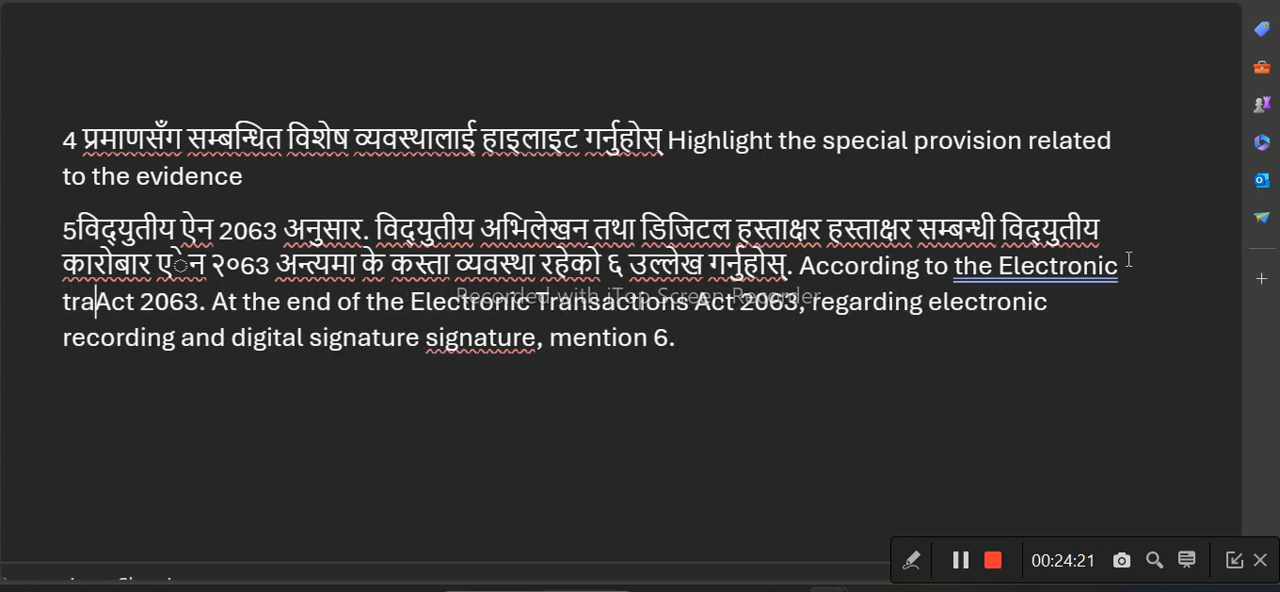 4 प्रमाणसँग सम्बन्धित विशेष व्यवस्थालाई हाइलाइट गर्नुहोस् Highlight the special provision related
to the evidence
5विद्युतीय ऐन 2063 अनुसार. विद्युतीय अभिलेखन तथा डिजिटल हस्ताक्षर हस्ताक्षर सम्बन्धी विद्युतीय
कारोबार एेन २०63 अन्त्यमा के कस्ता व्यवस्था रहेको ६ उल्लेख गर्नुहोस्. According to the Electronic
traAct 2063. At the end of the Electronic Transactions Act 2063, regarding electronic
Recorded with iTop Screen Recorder
recording and digital signature signature, mention 6.
00:24:21